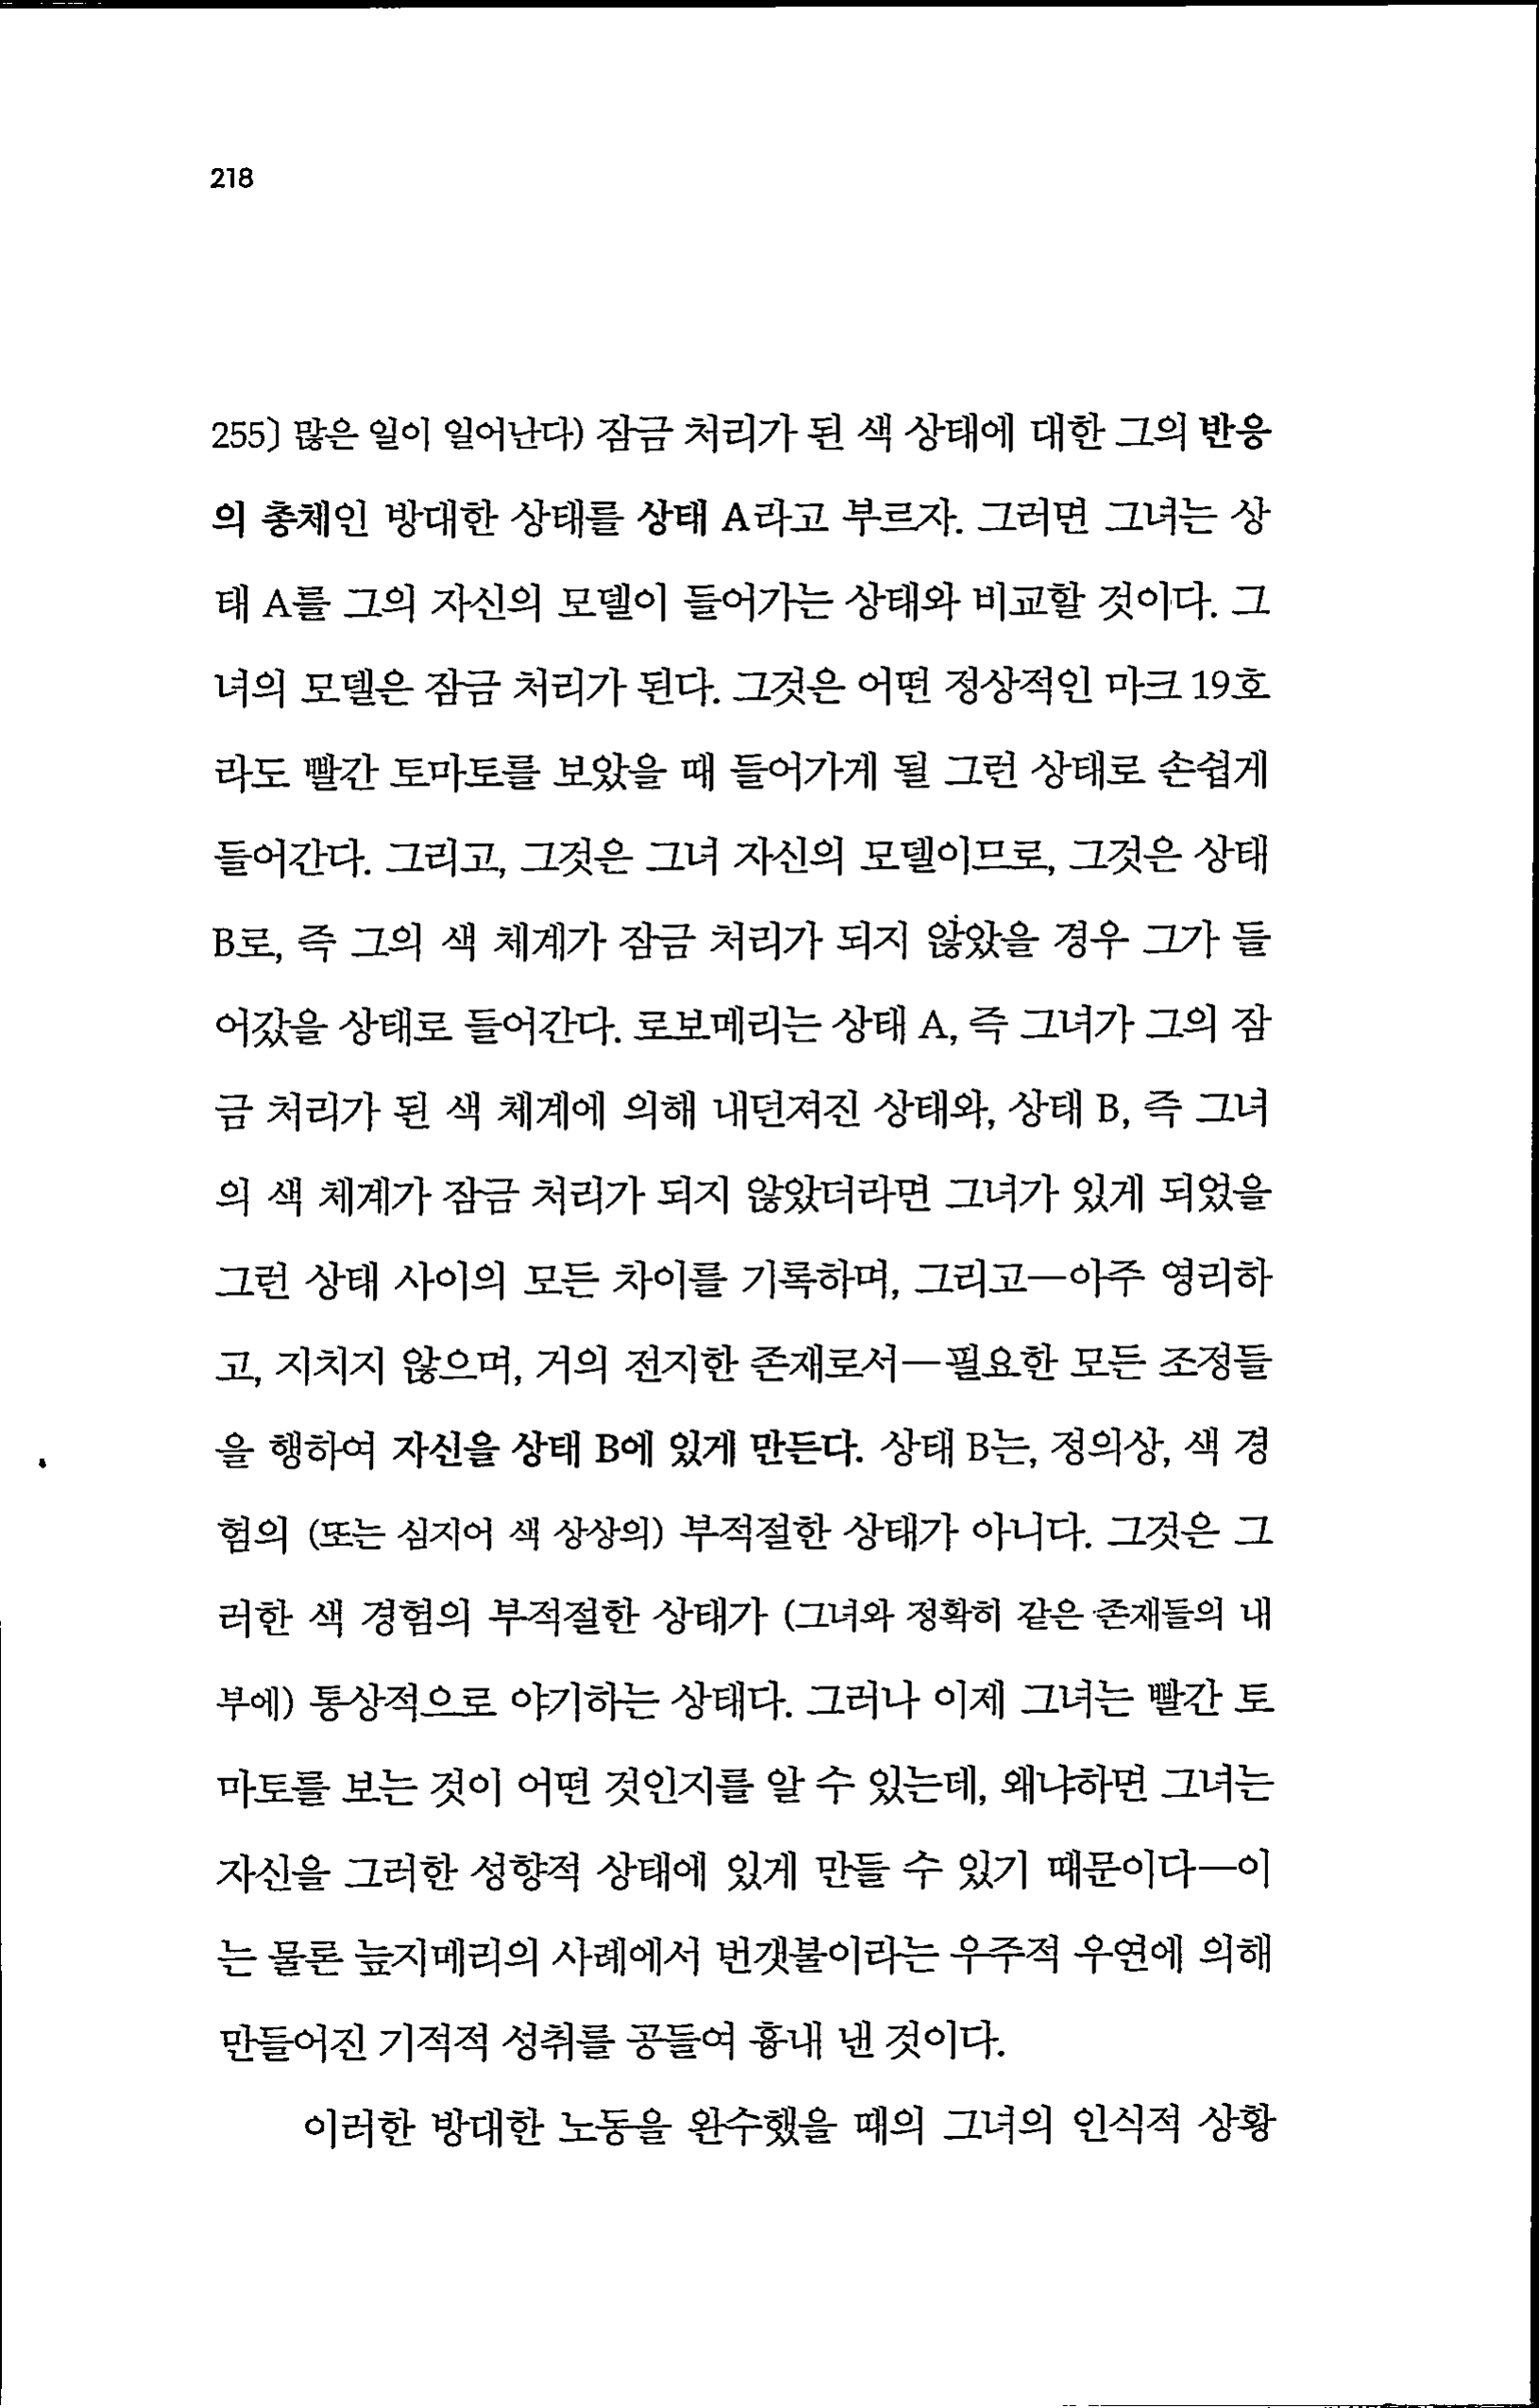 218
255〕 많은 일이 일어난다) 잠금 처리가 된 색 상태에 대한 그의 반응
의 총체인 방대한 상태를 상태 A라고 부르자. 그러면 그녀는 상
태 A를 그의 자신의 모델이 들어가는 상태와 비교할 것이다. 그
녀의 모델은 잠금 처리가 된다. 그것은 어떤 정상적인 마크 19호
라도 빨간 토마토를 보았을 때 들어가게 될 그런 상태로 손쉽게
들어간다. 그리고, 그것은 그녀 자신의 모델이므로, 그것은 상태
B로, 즉 그의 색 체계가 잠금 처리가 되지 않았을 경우 그가 들
어갔을 상태로 들어간다. 로보메리는 상태 A, 즉 그녀가 그의 잠
금 처리가 된 색 체계에 의해 내던져진 상태와, 상태 B, 즉 그녀
의 색 체계가 잠금 처리가 되지 않았더라면 그녀가 있게 되었을
그런 상태 사이의 모든 차이를 기록하며, 그리고—아주 영리하
고, 지치지 않으며, 거의 전지한 존재로서—필요한 모든 조정들
을 행하여 자신을 상태 B에 있게 만든다. 상태 B는, 정의상, 색 경
험의 (또는 심지어 색 상상의) 부적절한 상태가 아니다. 그것은 그
러한 색 경험의 부적절한 상태가 (그녀와 정확히 같은 존재들의 내
부에) 통상적으로 야기하는 상태다. 그러나 이제 그녀는 빨간 토
마토를 보는 것이 어떤 것인지를 알 수 있는데, 왜냐하면 그녀는
자신을 그러한 성향적 상태에 있게 만들 수 있기 때문이다—이
는 물론 늪지메리의 사례에서 번갯불이라는 우주적 우연에 의해
만들어진 기적적 성취를 공들여 흉내 낸 것이다.
이러한 방대한 노동을 완수했을 때의 그녀의 인식적 상황